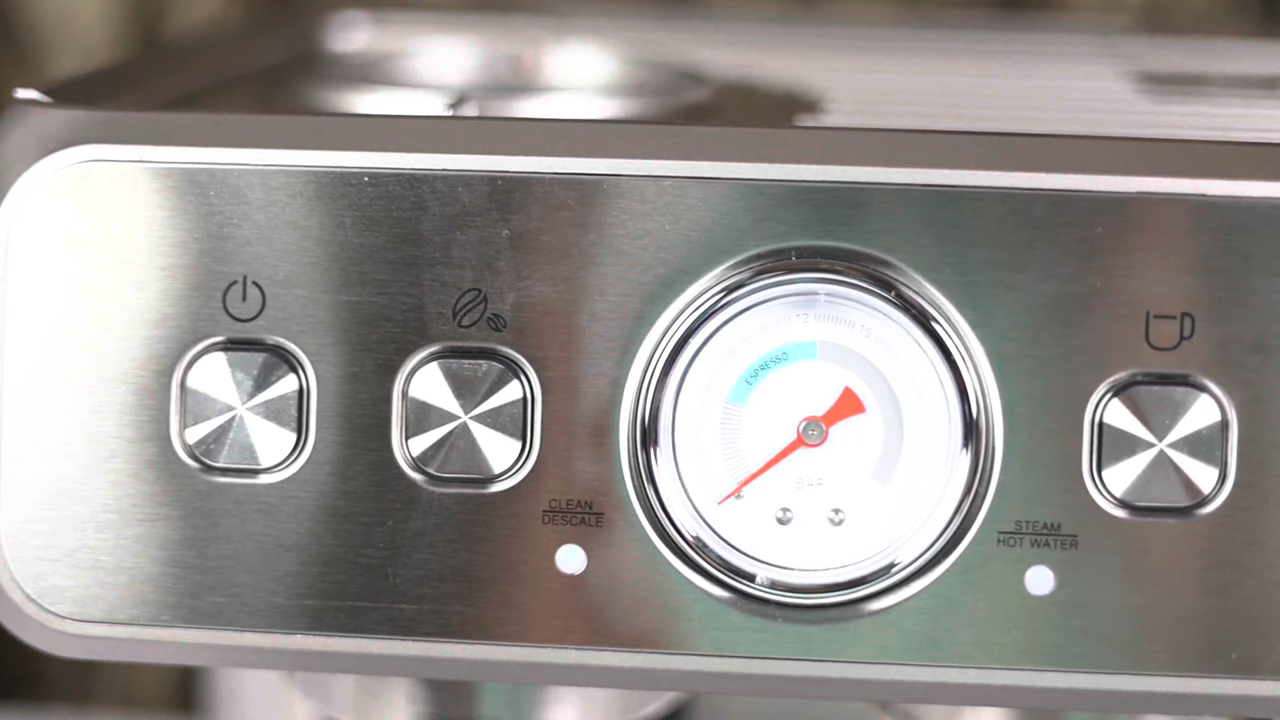 12
15
ESPRESSO
BAR
CLEAN
DESCALE
STEAM
HOT WATER